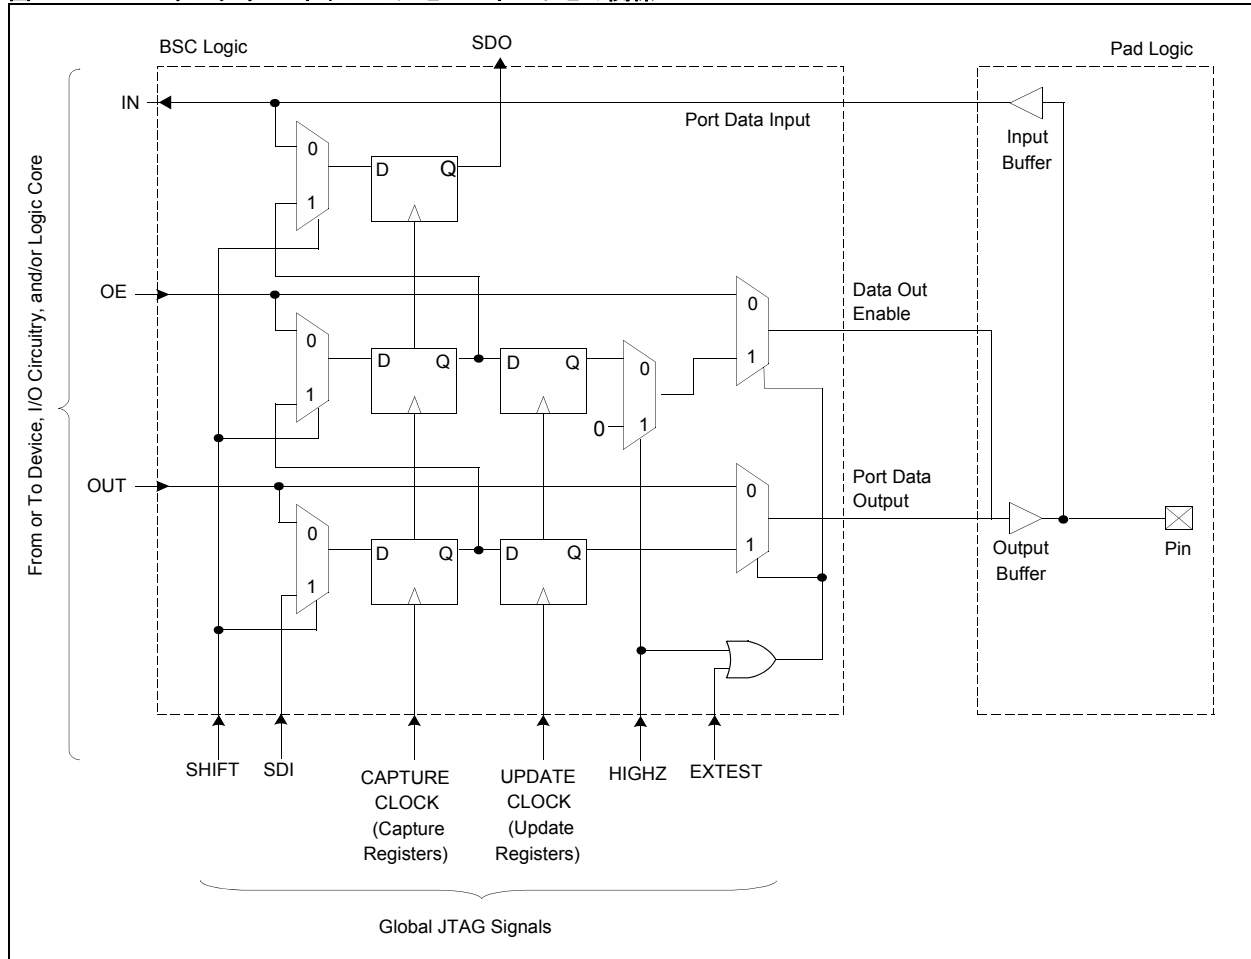 BSC Logic
SDO
Pad Logic
IN
Port Data Input
Input
Buffer
0
1
D
Q
From or To Device, I/O Circuitry, and/or Logic Core
OE
0
1
D
Q
D
Q
0
1
0
0
1
Data Out
Enable
OUT
0
1
D
Q
D
Q
0
1
Port Data
Output
Output
Buffer
Pin
SHIFT
SDI
CAPTURE
CLOCK
(Capture
Registers)
UPDATE
CLOCK
(Update
Registers)
HIGHZ
EXTEST
Global JTAG Signals